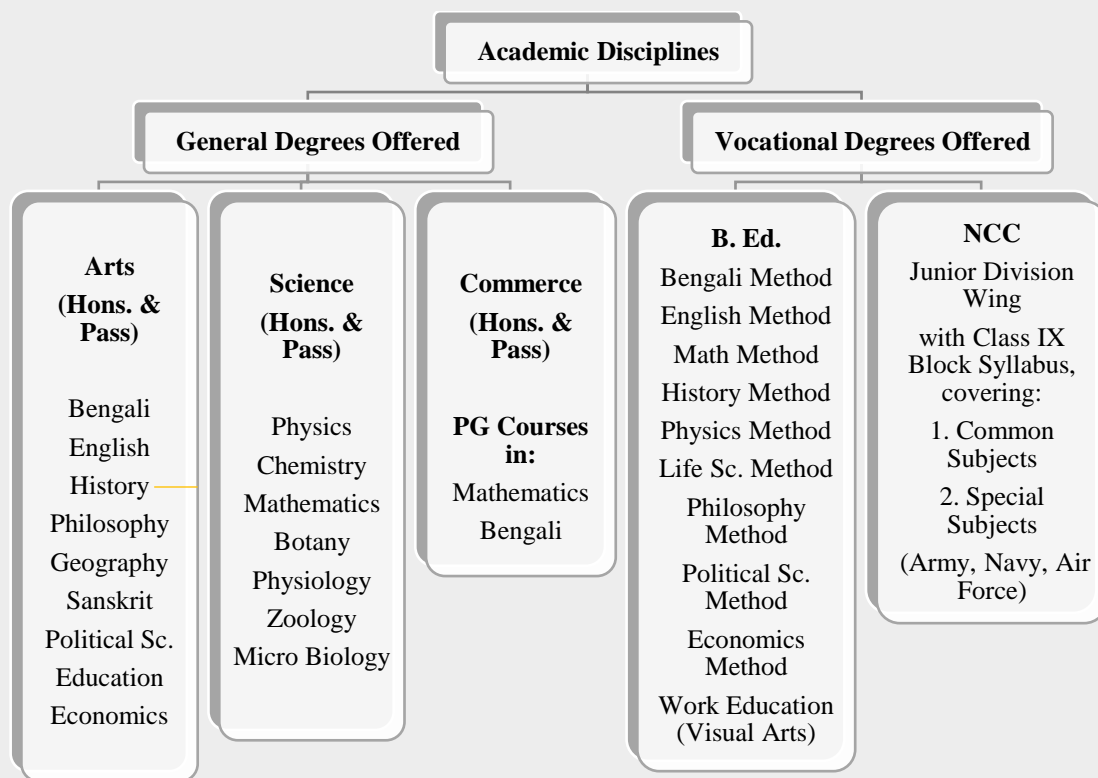 Academic Disciplines
General Degrees Offered
Vocational Degrees Offered
Arts
(Hons. &
Pass)
Bengali
English
History
Philosophy
Geography
Sanskrit
Political Sc.
Education
Economics
Science
(Hons. &
Pass)
Physics
Chemistry
Mathematics
Botany
Physiology
Zoology
Micro Biology
Commerce
(Hons. &
Pass)
PG Courses
in:
Mathematics
Bengali
B. Ed.
Bengali Method
English Method
Math Method
History Method
Physics Method
Life Sc. Method
Philosophy
Method
Political Sc.
Method
Economics
Method
Work Education
(Visual Arts)
NCC
Junior Division
Wing
with Class IX
Block Syllabus,
covering:
1. Common
Subjects
2. Special
Subjects
(Army, Navy, Air
Force)